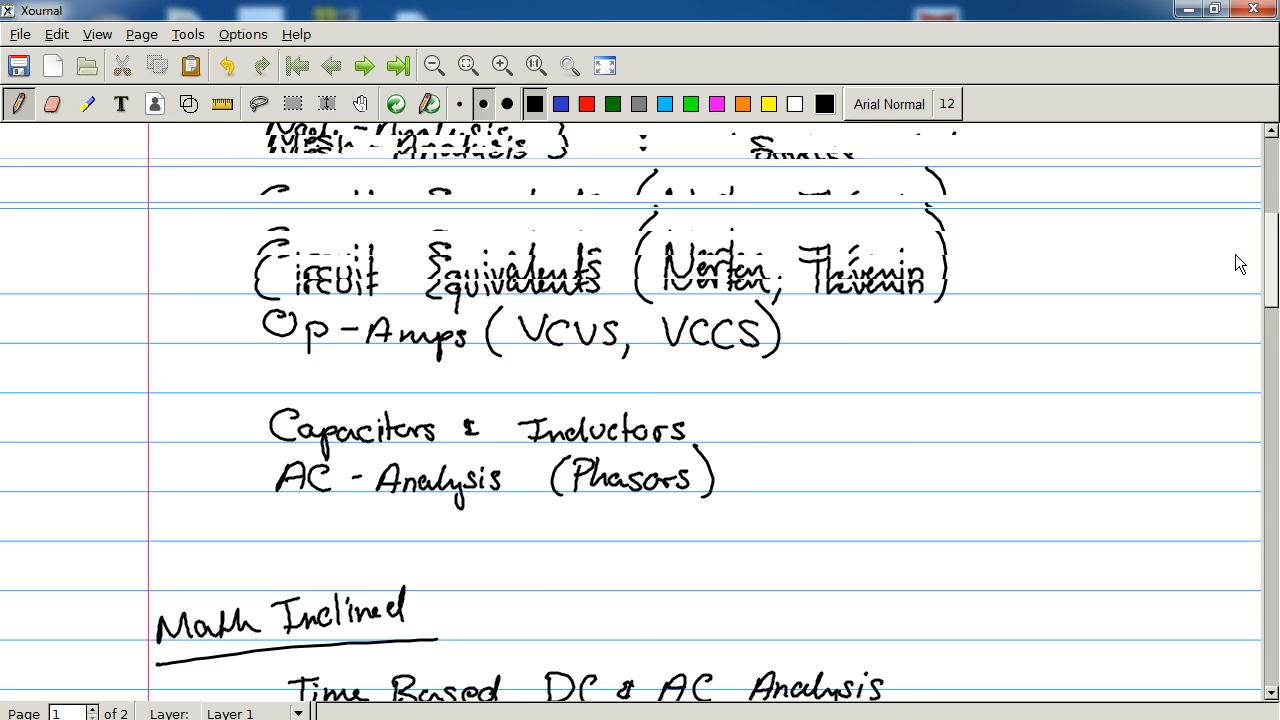 Xournal
File Edit View Page Tools Options Help
Arial Normal 12
Mesh - Analysis } :
Circuit Equivalents (Norton, Thévenin)
Op-Amps (VCVS, VCCS)
Capacitors & Inductors
AC - Analysis (Phasors)
Math Inclined
Time Based DC & AC Analysis
Page 1 of 2 Layer: Layer 1